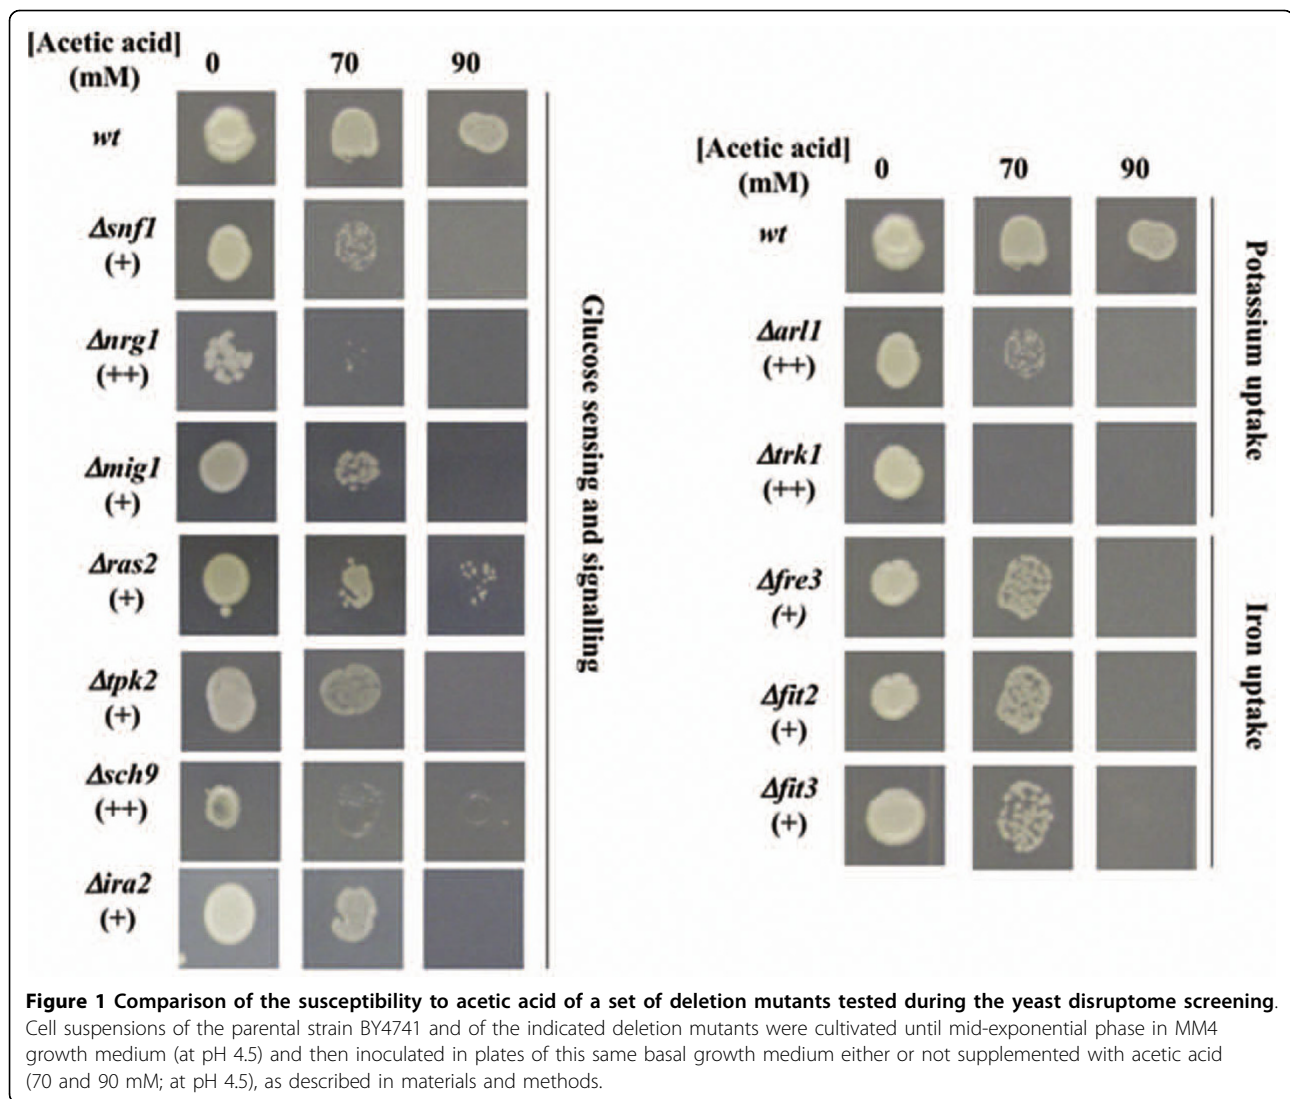 [Acetic acid]
(mM)
0 70 90
wt
Δsnf1
(+)
Δnrg1
(++)
Δmig1
(+)
Δras2
(+)
Δtpk2
(+)
Δsch9
(++)
Δira2
(+)
Glucose sensing and signalling
[Acetic acid]
(mM)
0 70 90
wt
Δarl1
(++)
Δtrk1
(++)
Δfre3
(+)
Δfit2
(+)
Δfit3
(+)
Potassium uptake
Iron uptake
Figure 1 Comparison of the susceptibility to acetic acid of a set of deletion mutants tested during the yeast disruptome screening.
Cell suspensions of the parental strain BY4741 and of the indicated deletion mutants were cultivated until mid-exponential phase in MM4
growth medium (at pH 4.5) and then inoculated in plates of this same basal growth medium either or not supplemented with acetic acid
(70 and 90 mM; at pH 4.5), as described in materials and methods.